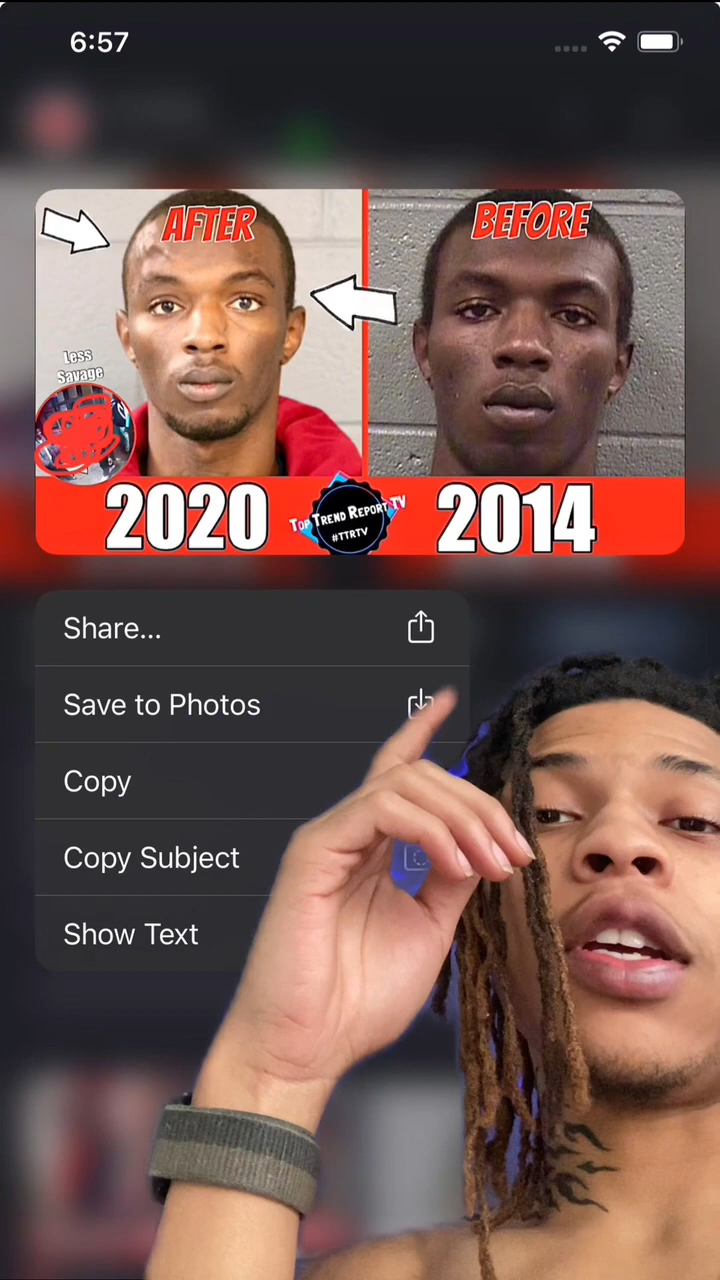 6:57
AFTER
BEFORE
Less
Savage
2020
TOP TREND REPORT TV
#TTRTV
2014
Share...
Save to Photos
Copy
Copy Subject
Show Text